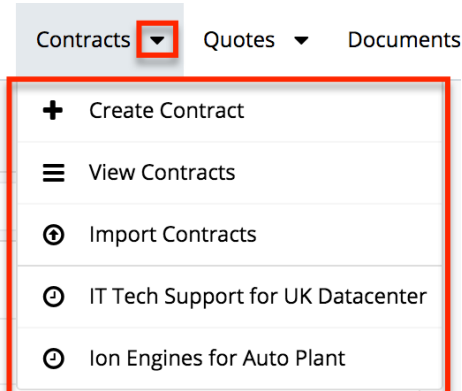 Contracts Quotes Documents
Create Contract
View Contracts
Import Contracts
IT Tech Support for UK Datacenter
Ion Engines for Auto Plant